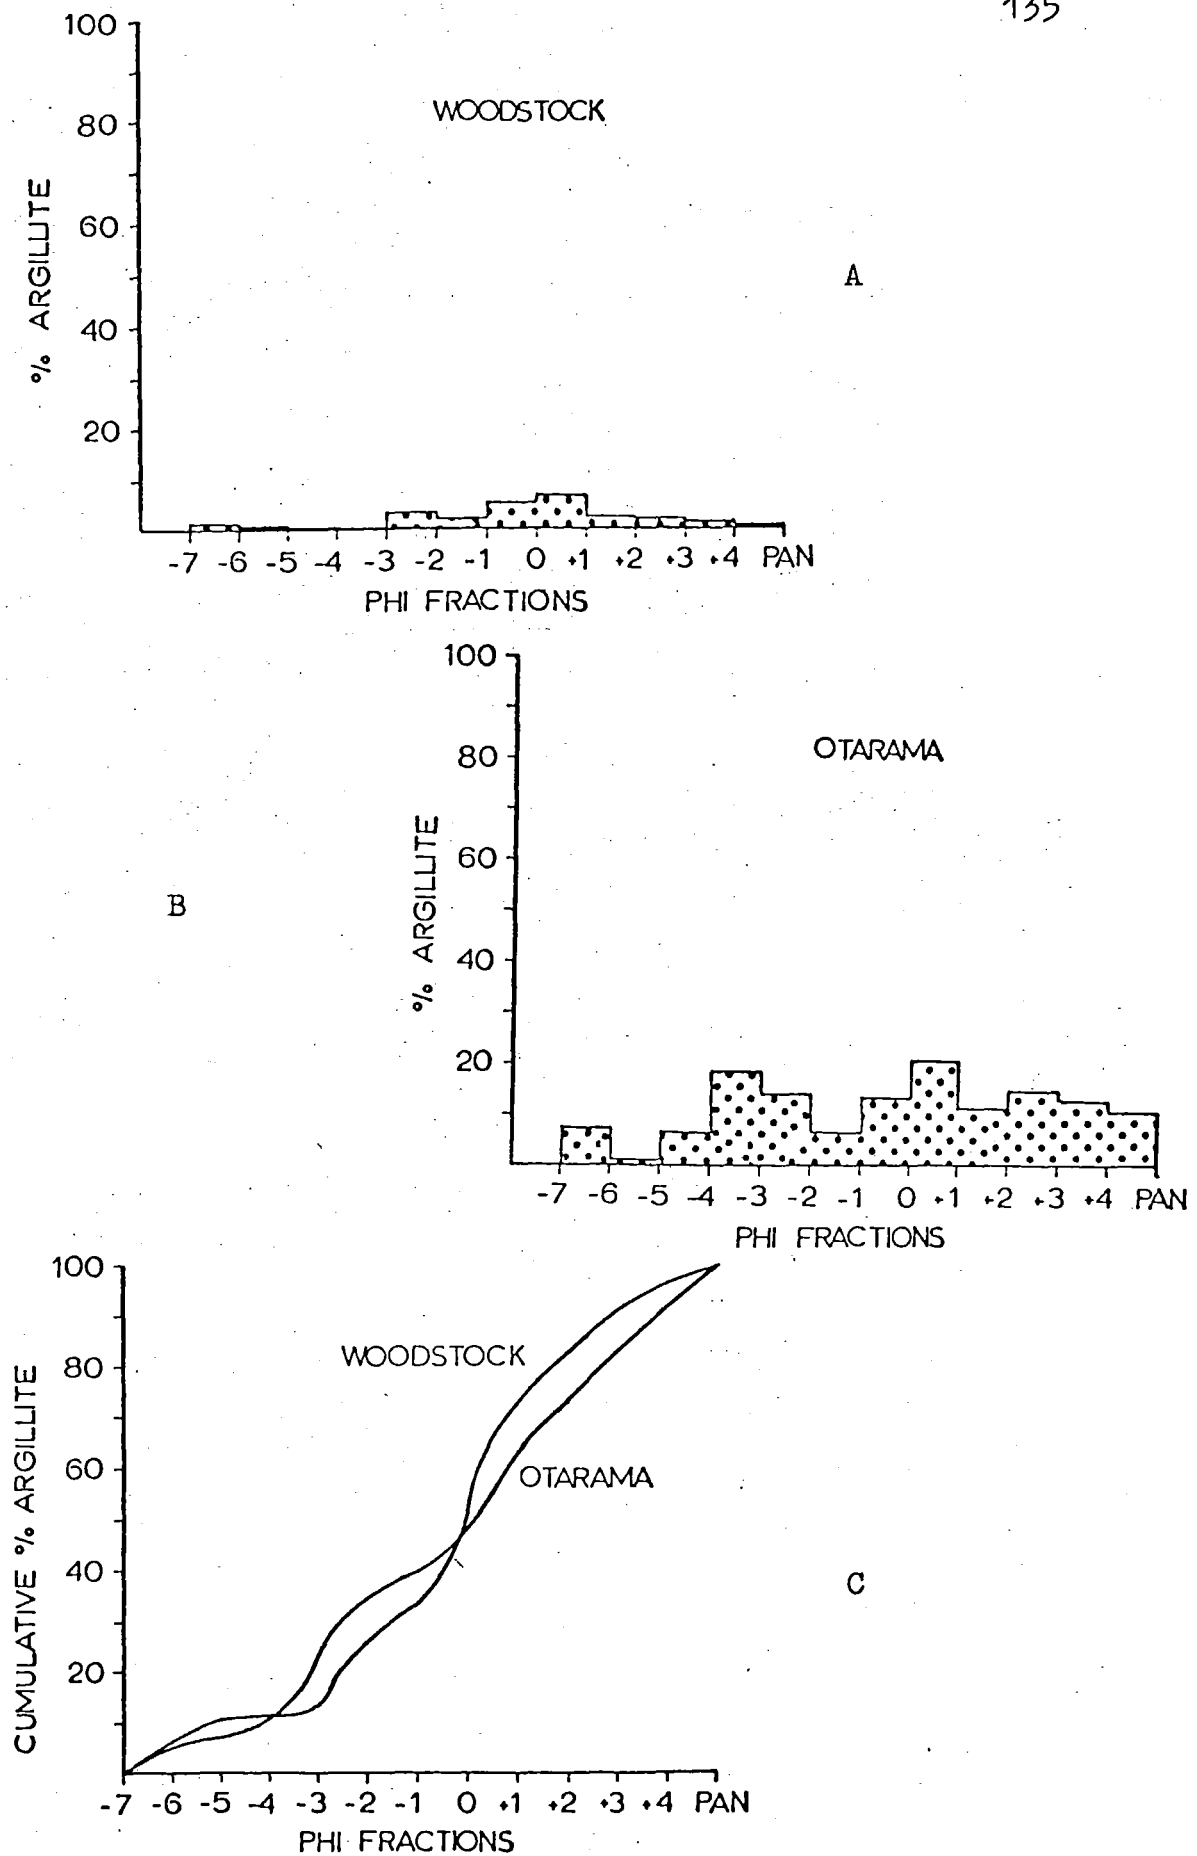 135
100
80
60
40
20
% ARGILLITE
WOODSTOCK
A
-7 -6 -5 -4 -3 -2 -1 0 +1 +2 +3 +4 PAN
PHI FRACTIONS
100
80
60
40
20
% ARGILLITE
OTARAMA
B
-7 -6 -5 -4 -3 -2 -1 0 +1 +2 +3 +4 PAN
PHI FRACTIONS
100
80
60
40
20
CUMULATIVE % ARGILLITE
WOODSTOCK
OTARAMA
C
-7 -6 -5 -4 -3 -2 -1 0 +1 +2 +3 +4 PAN
PHI FRACTIONS